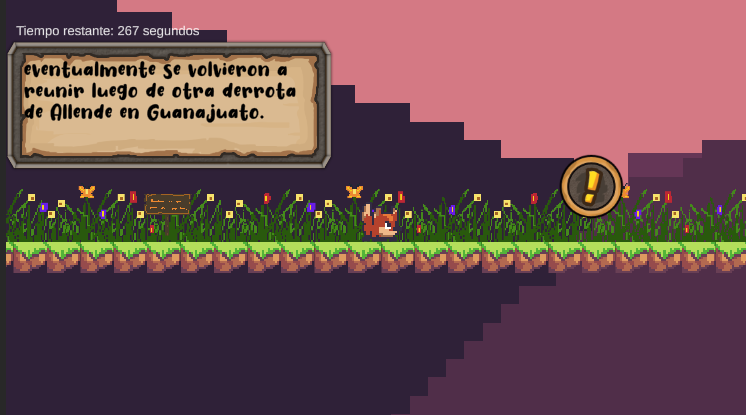 Tiempo restante: 267 segundos
eventualmente se volvieron a
reunir luego de otra derrota
de Allende en Guanajuato.
!